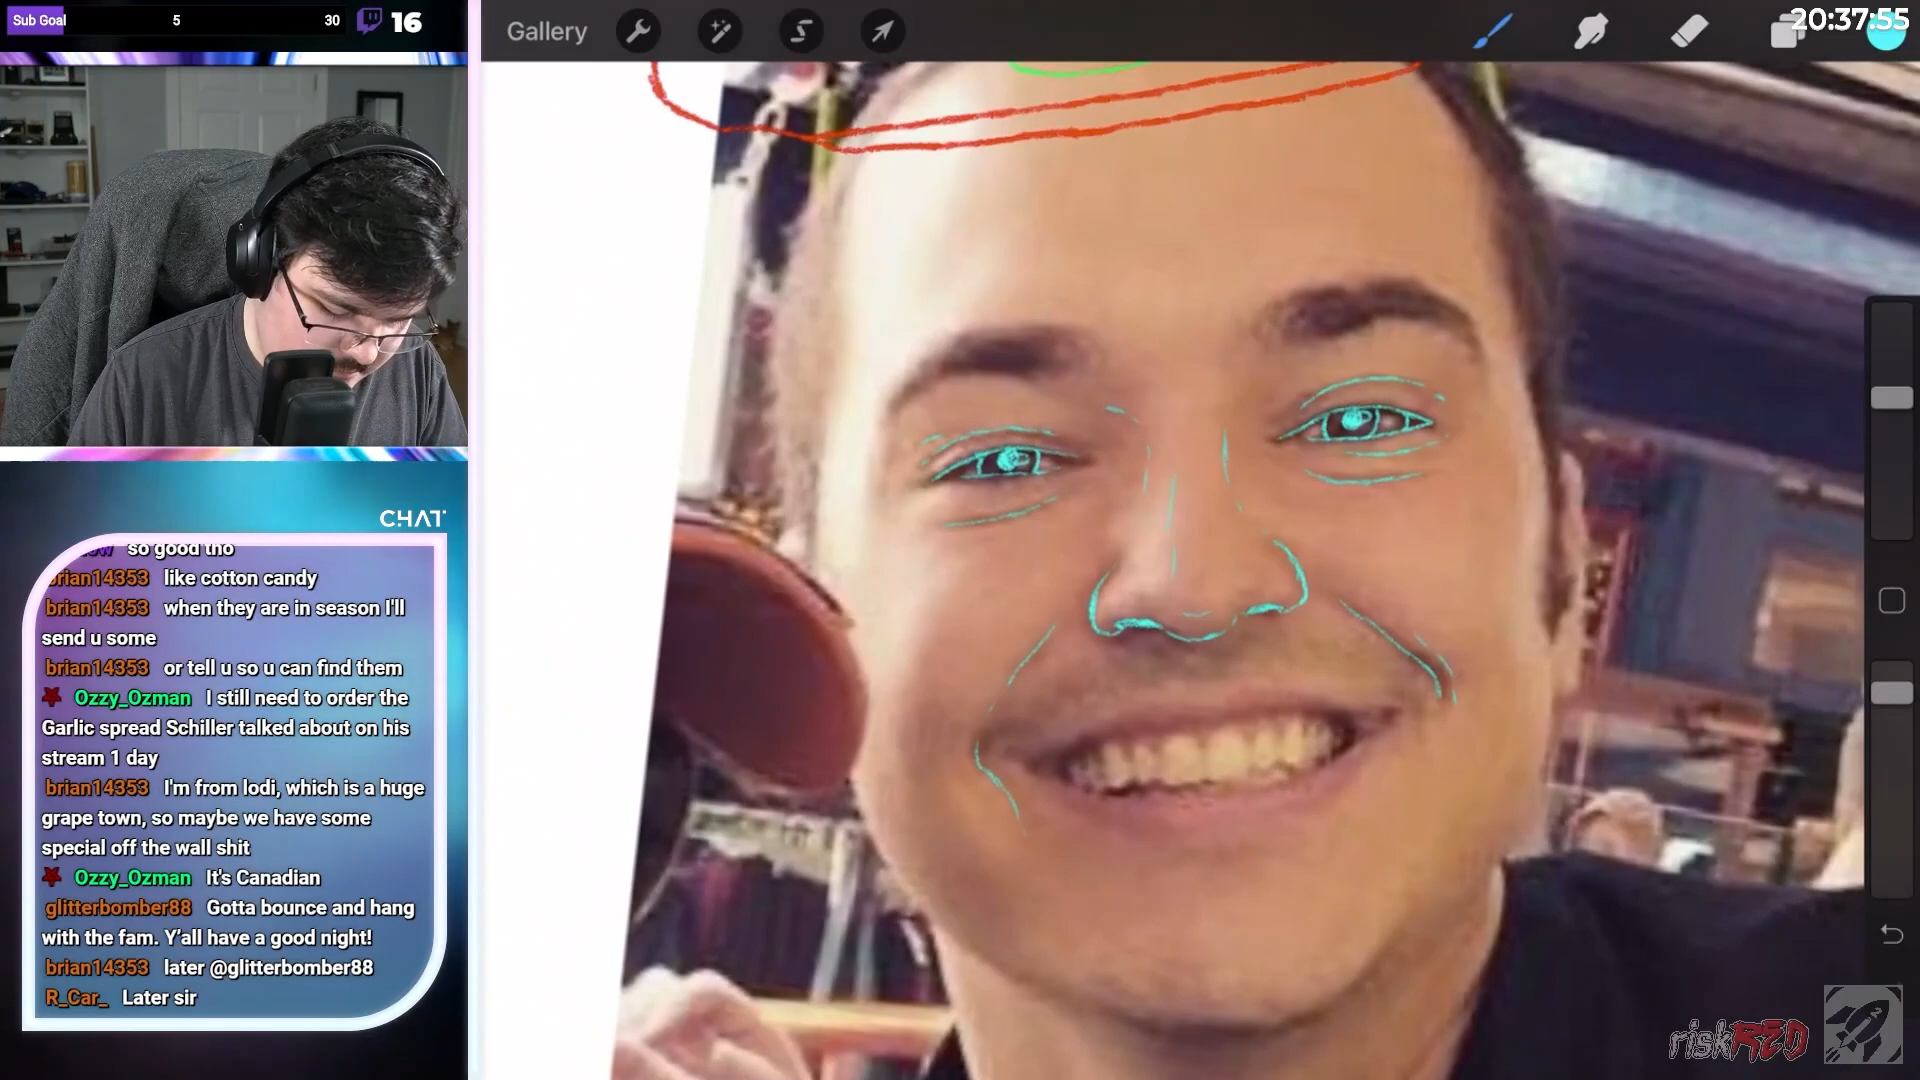 Sub Goal 5 30 16
Gallery
20:37:55
CHAT
so good tho
brian14353 like cotton candy
brian14353 when they are in season I'll
send u some
brian14353 or tell u so u can find them
Ozzy_Ozman I still need to order the
Garlic spread Schiller talked about on his
stream 1 day
brian14353 I'm from lodi, which is a huge
grape town, so maybe we have some
special off the wall shit
Ozzy_Ozman It's Canadian
glitterbomber88 Gotta bounce and hang
with the fam. Y'all have a good night!
brian14353 later @glitterbomber88
R_Car_ Later sir
riskRED